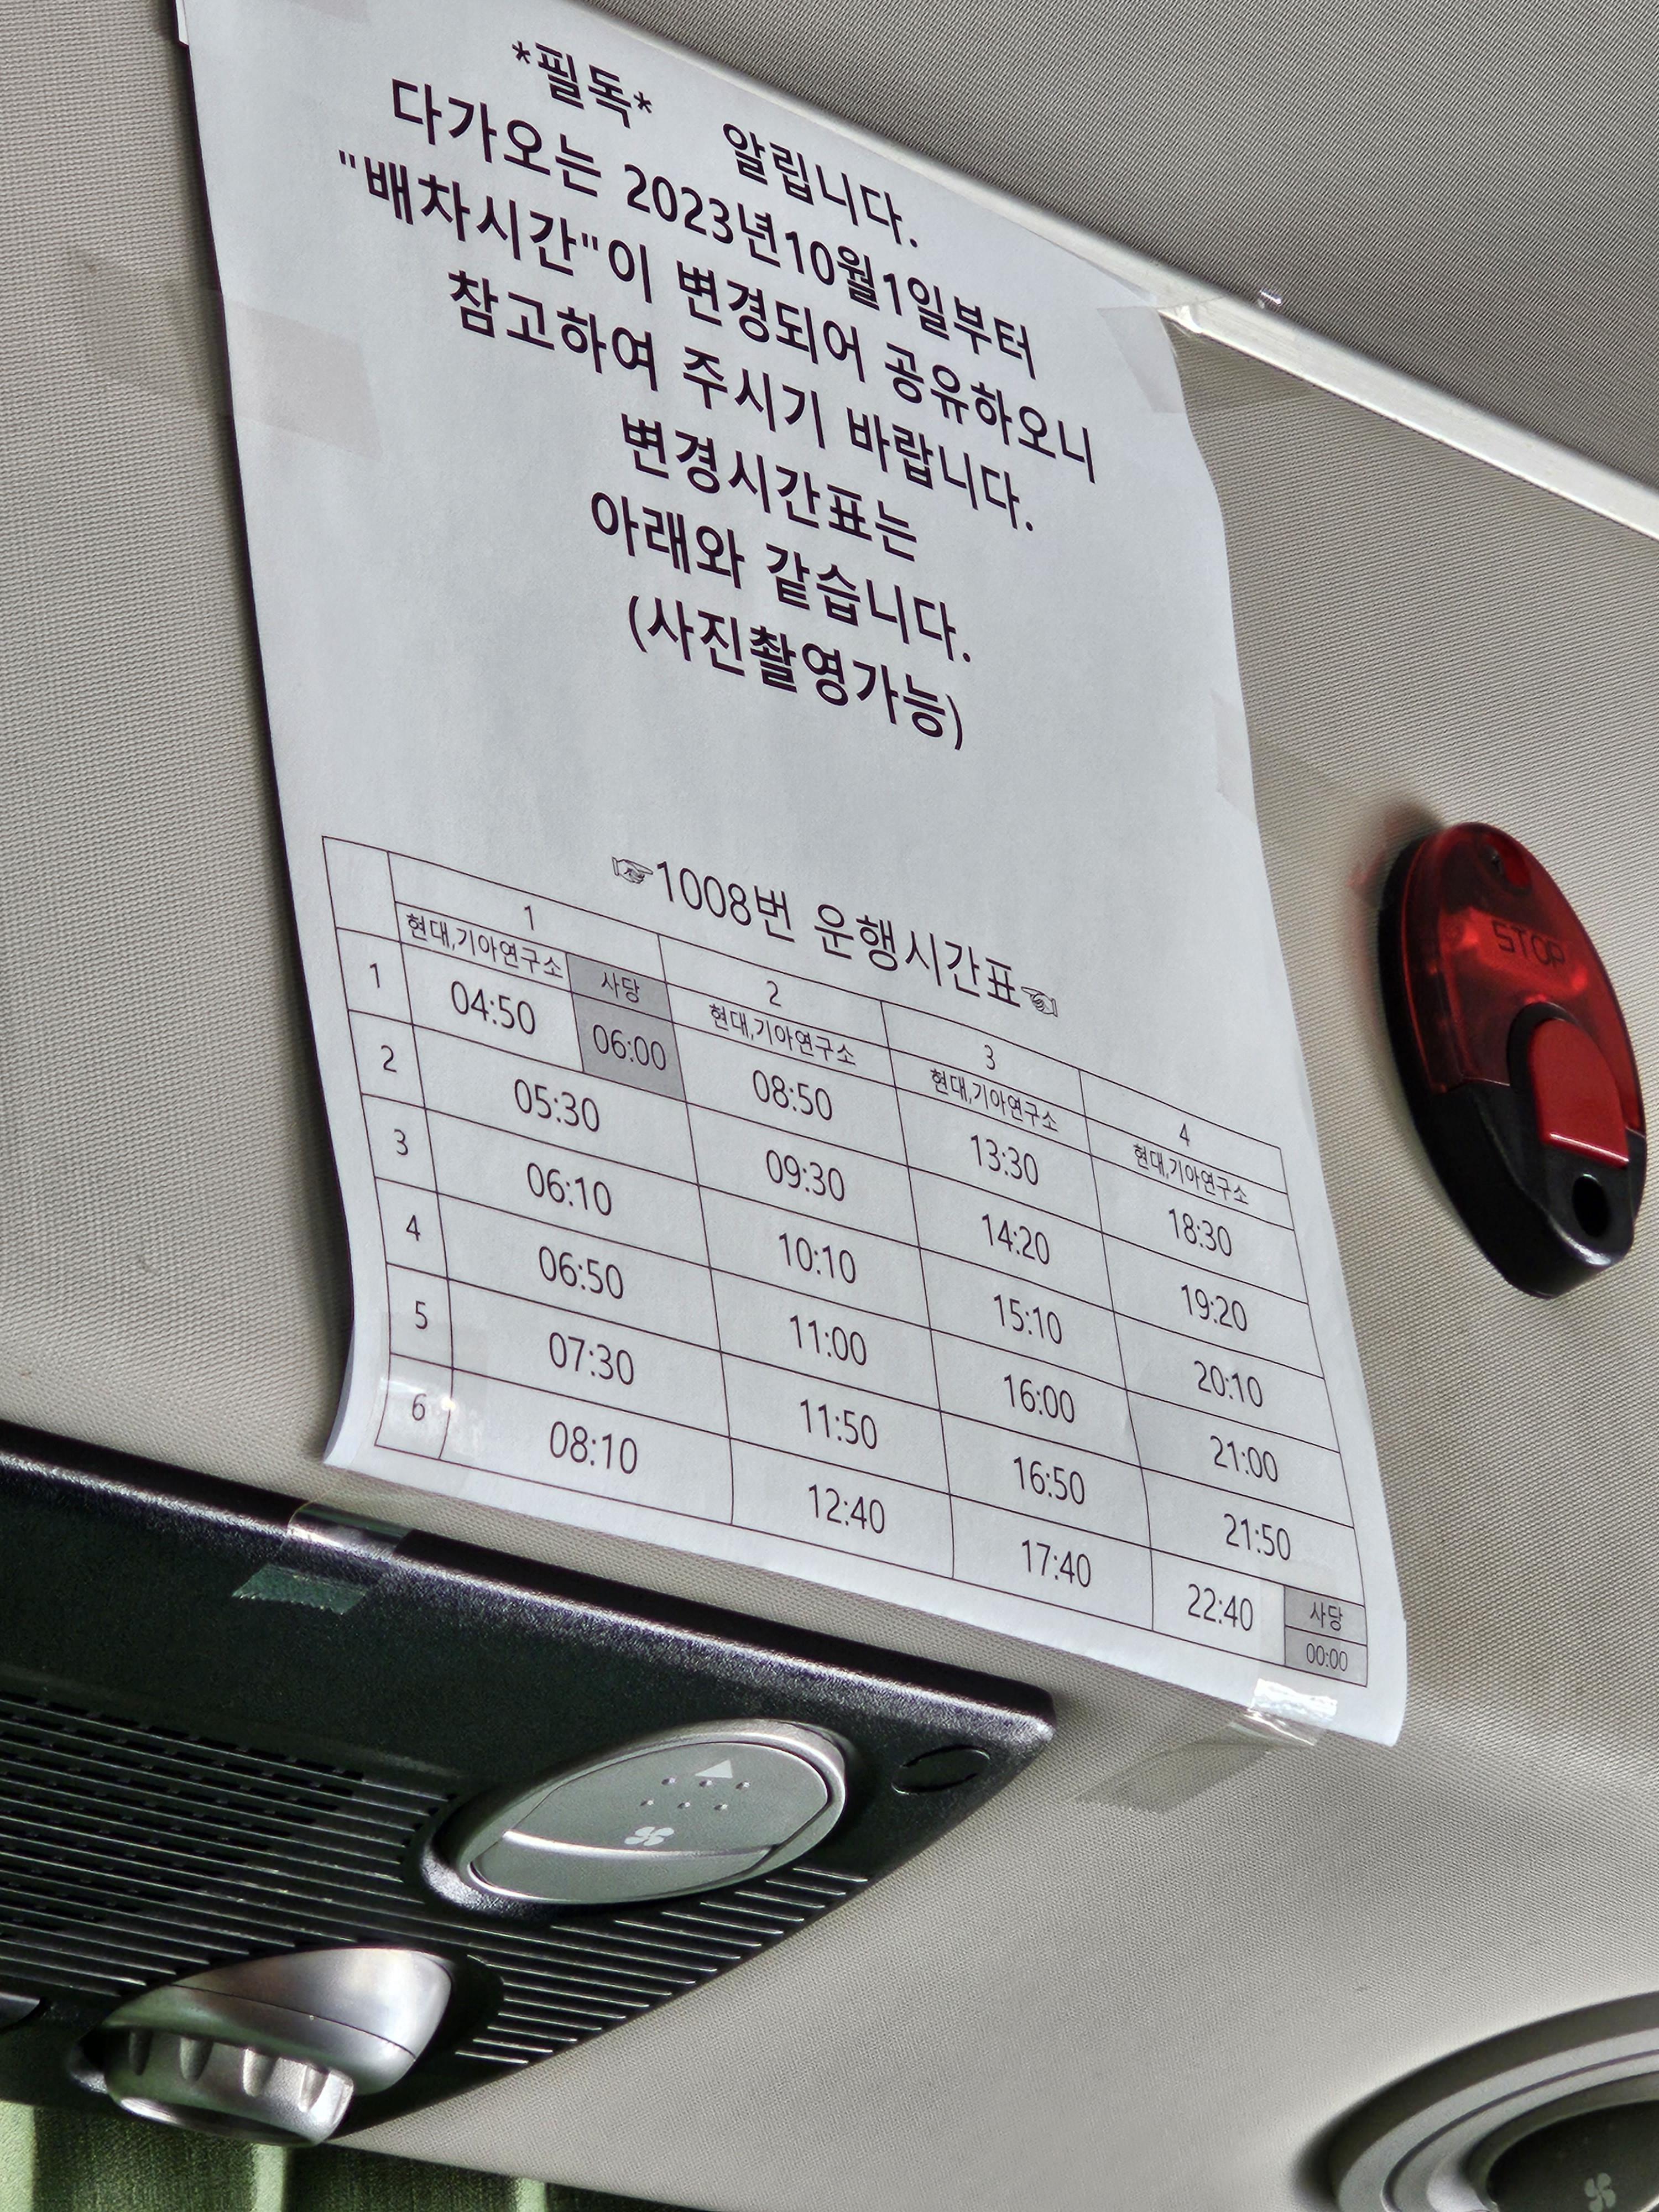 *필독* 알립니다.
다가오는 2023년10월1일부터
"배차시간"이 변경되어 공유하오니
참고하여 주시기 바랍니다.
변경시간표는
아래와 같습니다.
(사진촬영가능)
☞1008번 운행시간표☜
1 2 3 4
현대,기아연구소 사당 현대,기아연구소 현대,기아연구소 현대,기아연구소
1 04:50 06:00 08:50 13:30 18:30
2 05:30 09:30 14:20 19:20
3 06:10 10:10 15:10 20:10
4 06:50 11:00 16:00 21:00
5 07:30 11:50 16:50 21:50
6 08:10 12:40 17:40 22:40 사당 00:00
STOP